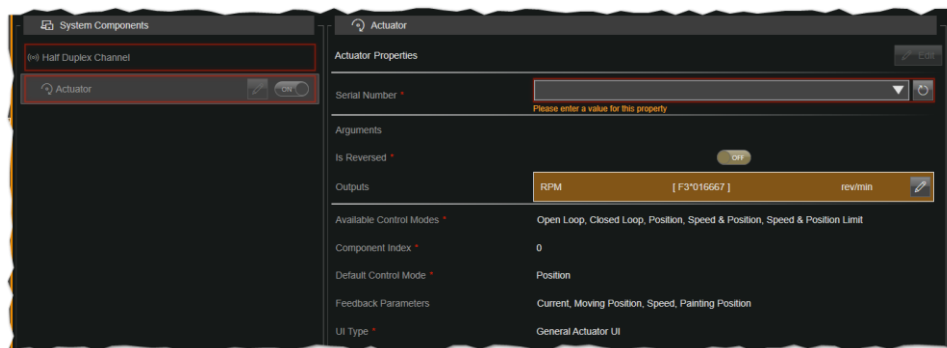 System Components
Half Duplex Channel
Actuator
ON
Actuator
Actuator Properties
Edit
Serial Number *
Please enter a value for this property
Arguments
Is Reversed *
OFF
Outputs
RPM [ F3*016667 ] rev/min
Available Control Modes * Open Loop, Closed Loop, Position, Speed & Position, Speed & Position Limit
Component Index * 0
Default Control Mode * Position
Feedback Parameters Current, Moving Position, Speed, Painting Position
UI Type * General Actuator UI